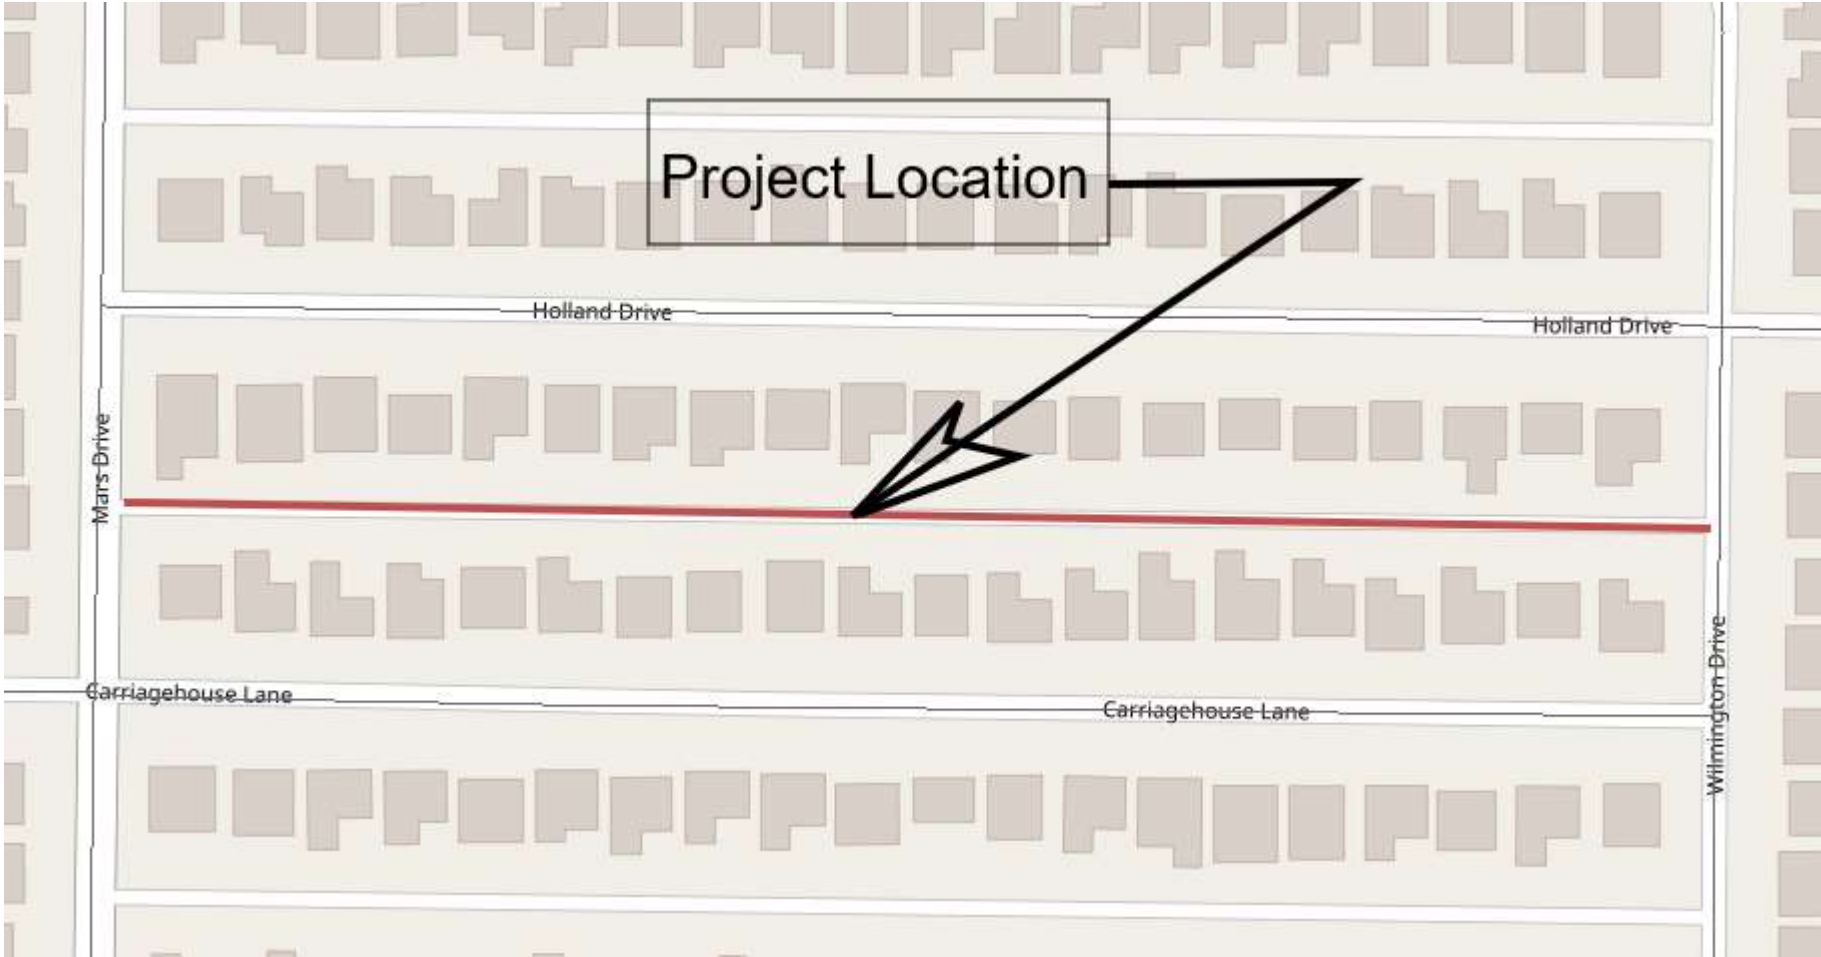 Project Location
Holland Drive
Holland Drive
Mars Drive
Wilmington Drive
Carriagehouse Lane
Carriagehouse Lane